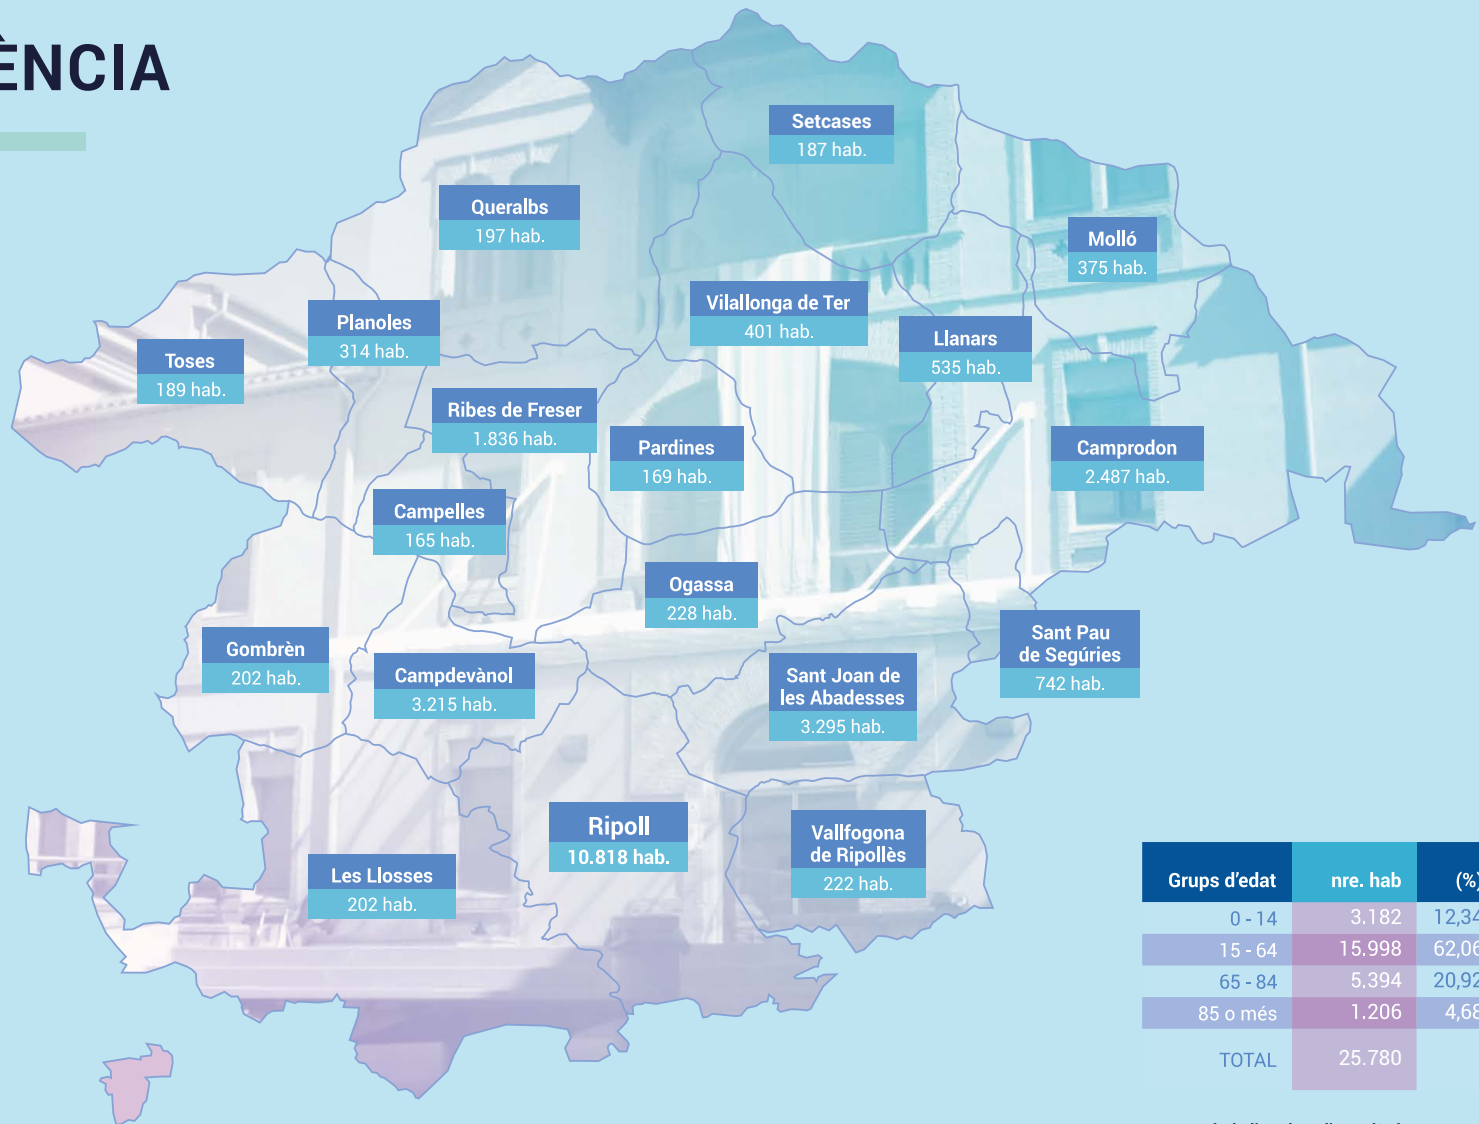 ÈNCIA
Setcases
187 hab.
Queralbs
197 hab.
Molló
375 hab.
Vilallonga de Ter
401 hab.
Planoles
314 hab.
Llanars
535 hab.
Toses
189 hab.
Ribes de Freser
1.836 hab.
Pardines
169 hab.
Camprodon
2.487 hab.
Campelles
165 hab.
Ogassa
228 hab.
Sant Pau
de Segúries
742 hab.
Gombrèn
202 hab.
Campdevànol
3.215 hab.
Sant Joan de
les Abadesses
3.295 hab.
Ripoll
10.818 hab.
Vallfogona
de Ripollès
222 hab.
Les Llosses
202 hab.
Grups d'edat nre. hab (%)
0 - 14 3.182 12,34
15 - 64 15.998 62,06
65 - 84 5.394 20,92
85 o més 1.206 4,68
TOTAL 25.780